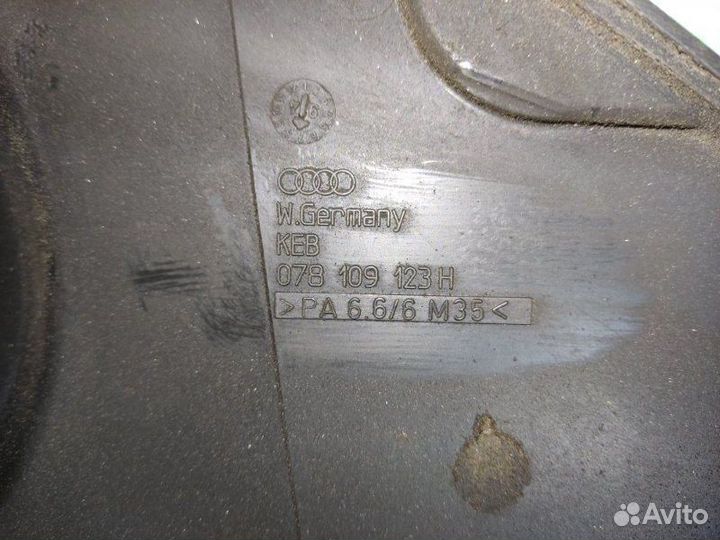 W.Germany
KEB
078 109 123 H
>PA 6.6/6 M35<
Avito